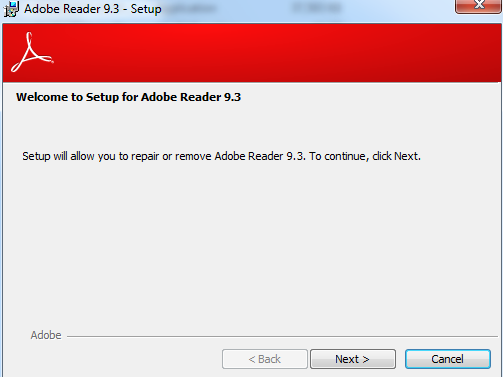 Adobe Reader 9.3 - Setup
Welcome to Setup for Adobe Reader 9.3
Setup will allow you to repair or remove Adobe Reader 9.3. To continue, click Next.
Adobe
< Back Next > Cancel